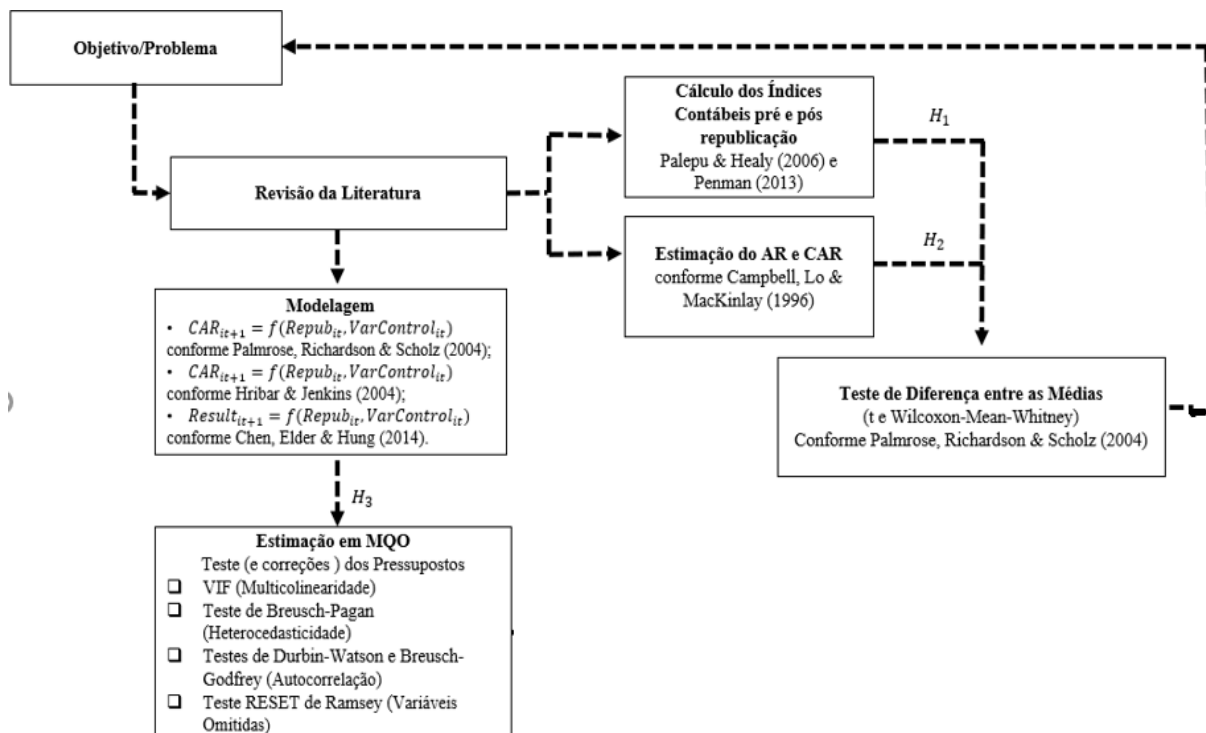 Objetivo/Problema
Revisão da Literatura
Cálculo dos Índices
Contábeis pré e pós
republicação
Palepu & Healy (2006) e
Penman (2013)
H₁
Estimação do AR e CAR
conforme Campbell, Lo &
MacKinlay (1996)
H₂
Modelagem
• CARᵢₜ₊₁ = f(Repubᵢₜ, VarControlᵢₜ)
conforme Palmrose, Richardson & Scholz (2004);
• CARᵢₜ₊₁ = f(Repubᵢₜ, VarControlᵢₜ)
conforme Hribar & Jenkins (2004);
• Resultᵢₜ₊₁ = f(Repubᵢₜ, VarControlᵢₜ)
conforme Chen, Elder & Hung (2014).
Teste de Diferença entre as Médias
(t e Wilcoxon-Mean-Whitney)
Conforme Palmrose, Richardson & Scholz (2004)
H₃
Estimação em MQO
Teste (e correções ) dos Pressupostos
❑ VIF (Multicolinearidade)
❑ Teste de Breusch-Pagan
(Heterocedasticidade)
❑ Testes de Durbin-Watson e Breusch-
Godfrey (Autocorrelação)
❑ Teste RESET de Ramsey (Variáveis
Omitidas)